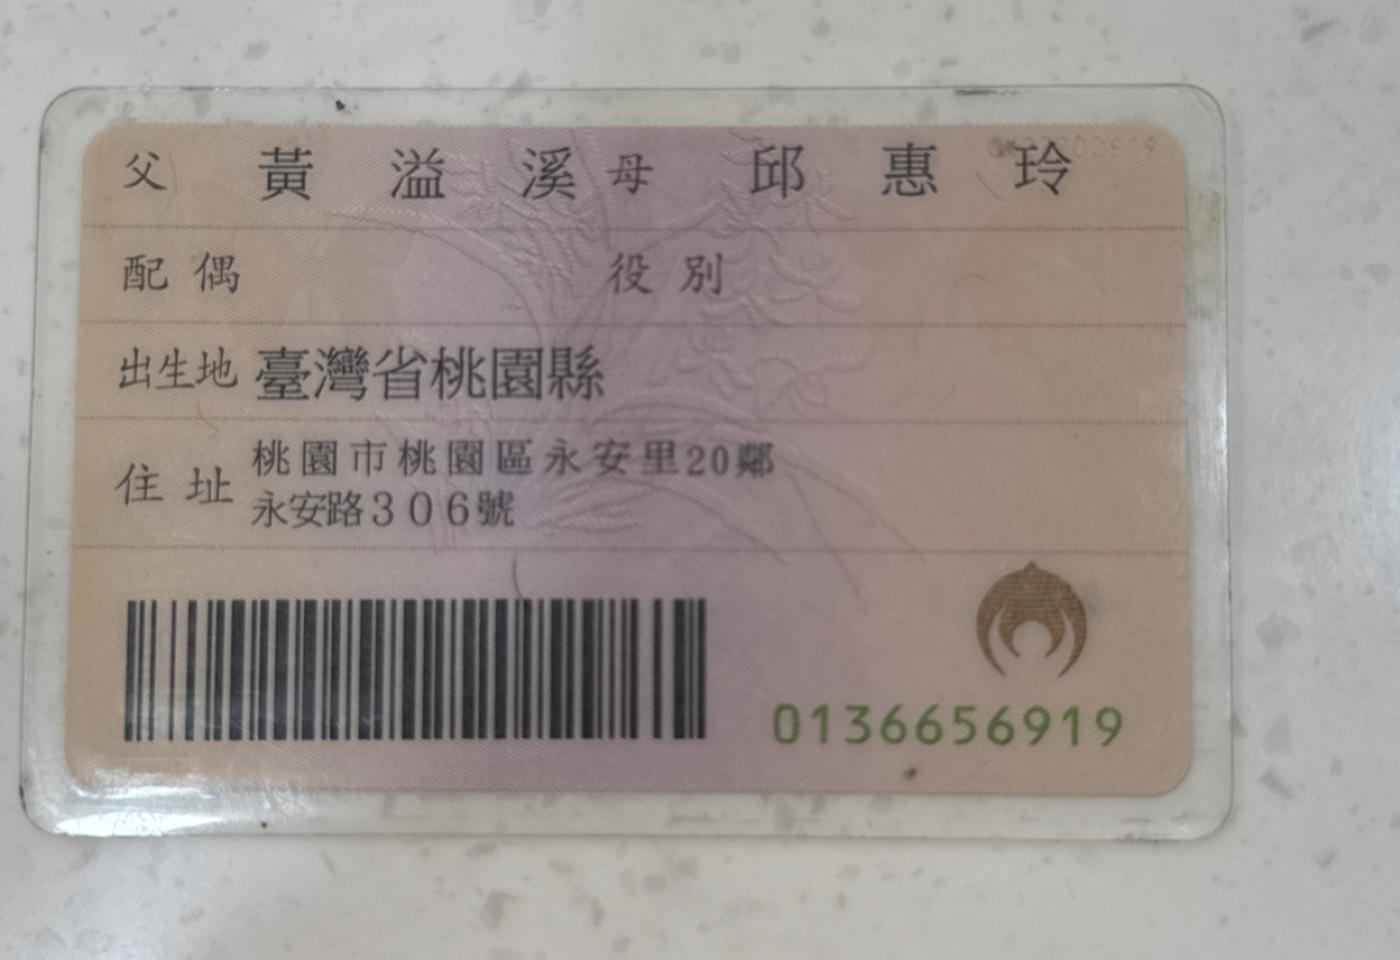 父 黃溢溪 母 邱惠玲
配偶 役別
出生地 臺灣省桃園縣
住址 桃園市桃園區永安里20鄰
永安路306號
0136656919